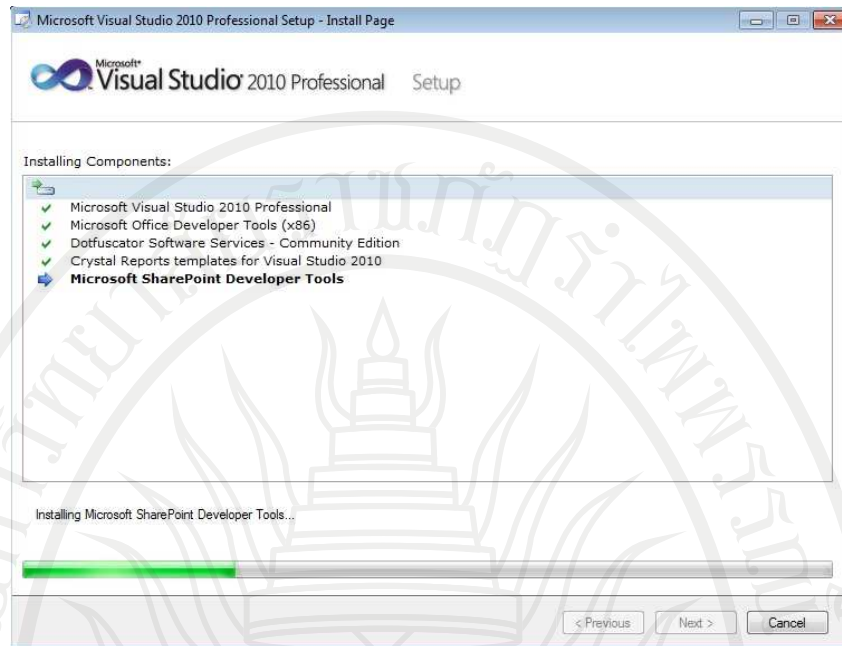 Microsoft Visual Studio 2010 Professional Setup - Install Page
Microsoft®
Visual Studio® 2010 Professional Setup
Installing Components:
Microsoft Visual Studio 2010 Professional
Microsoft Office Developer Tools (x86)
Dotfuscator Software Services - Community Edition
Crystal Reports templates for Visual Studio 2010
Microsoft SharePoint Developer Tools
Installing Microsoft SharePoint Developer Tools...
< Previous
Next >
Cancel